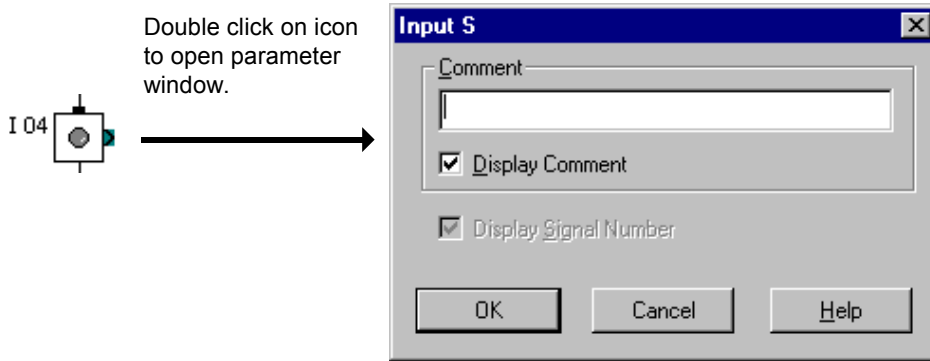 Double click on icon
to open parameter
window.
I 04
Input S
Comment
Display Comment
Display Signal Number
OK Cancel Help